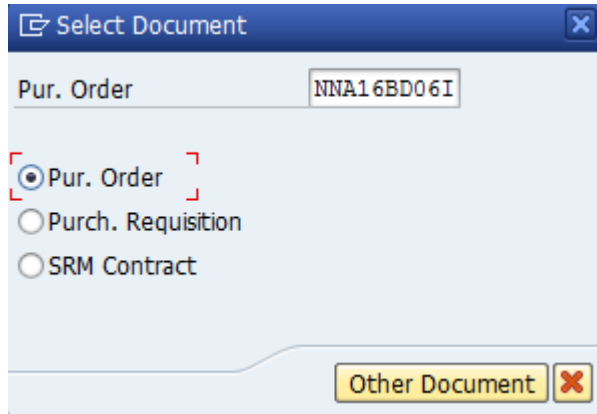 Select Document
Pur. Order NNA16BD06I
Pur. Order
Purch. Requisition
SRM Contract
Other Document